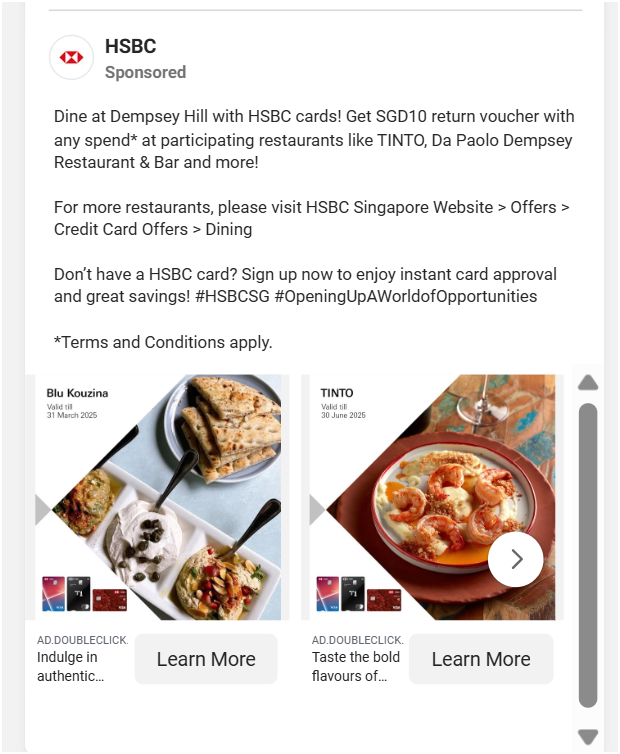 HSBC
Sponsored
Dine at Dempsey Hill with HSBC cards! Get SGD10 return voucher with
any spend* at participating restaurants like TINTO, Da Paolo Dempsey
Restaurant & Bar and more!
For more restaurants, please visit HSBC Singapore Website > Offers >
Credit Card Offers > Dining
Don’t have a HSBC card? Sign up now to enjoy instant card approval
and great savings! #HSBCSG #OpeningUpAWorldofOpportunities
*Terms and Conditions apply.
Blu Kouzina
Valid till
31 March 2025
TINTO
Valid till
30 June 2025
AD.DOUBLECLICK.
Indulge in
authentic...
Learn More
AD.DOUBLECLICK.
Taste the bold
flavours of...
Learn More